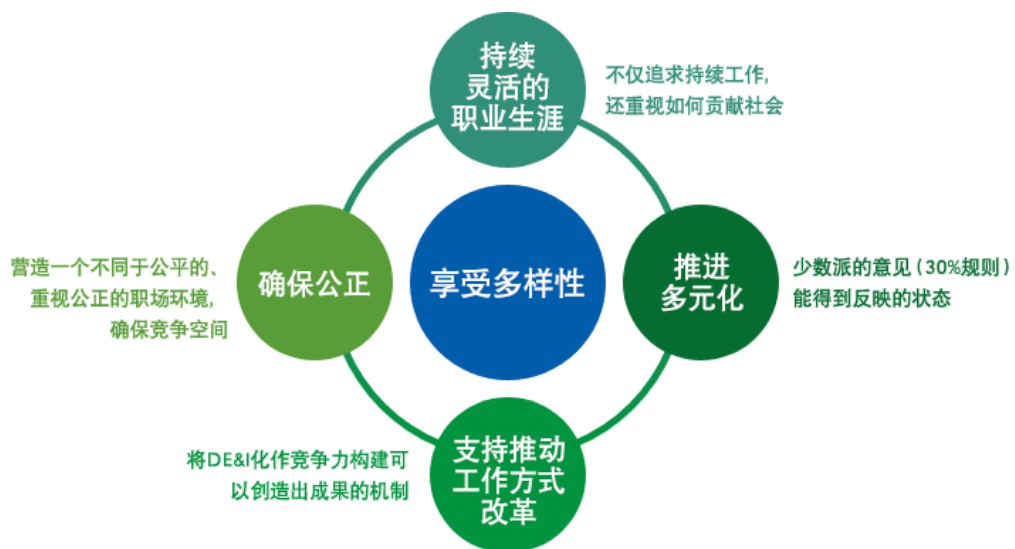 持续
灵活的
职业生涯
不仅追求持续工作,
还重视如何贡献社会
营造一个不同于公平的、
重视公正的职场环境,
确保竞争空间
确保公正
享受多样性
推进
多元化
少数派的意见（30%规则）
能得到反映的状态
将DE&I化作竞争力构建可
以创造出成果的机制
支持推动
工作方式
改革